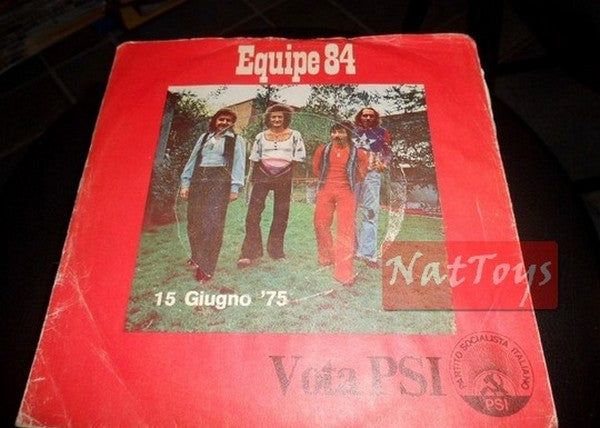 Equipe 84
15 Giugno '75
NatToys
Vota PSI
PARTITO SOCIALISTA ITALIANO
PSI